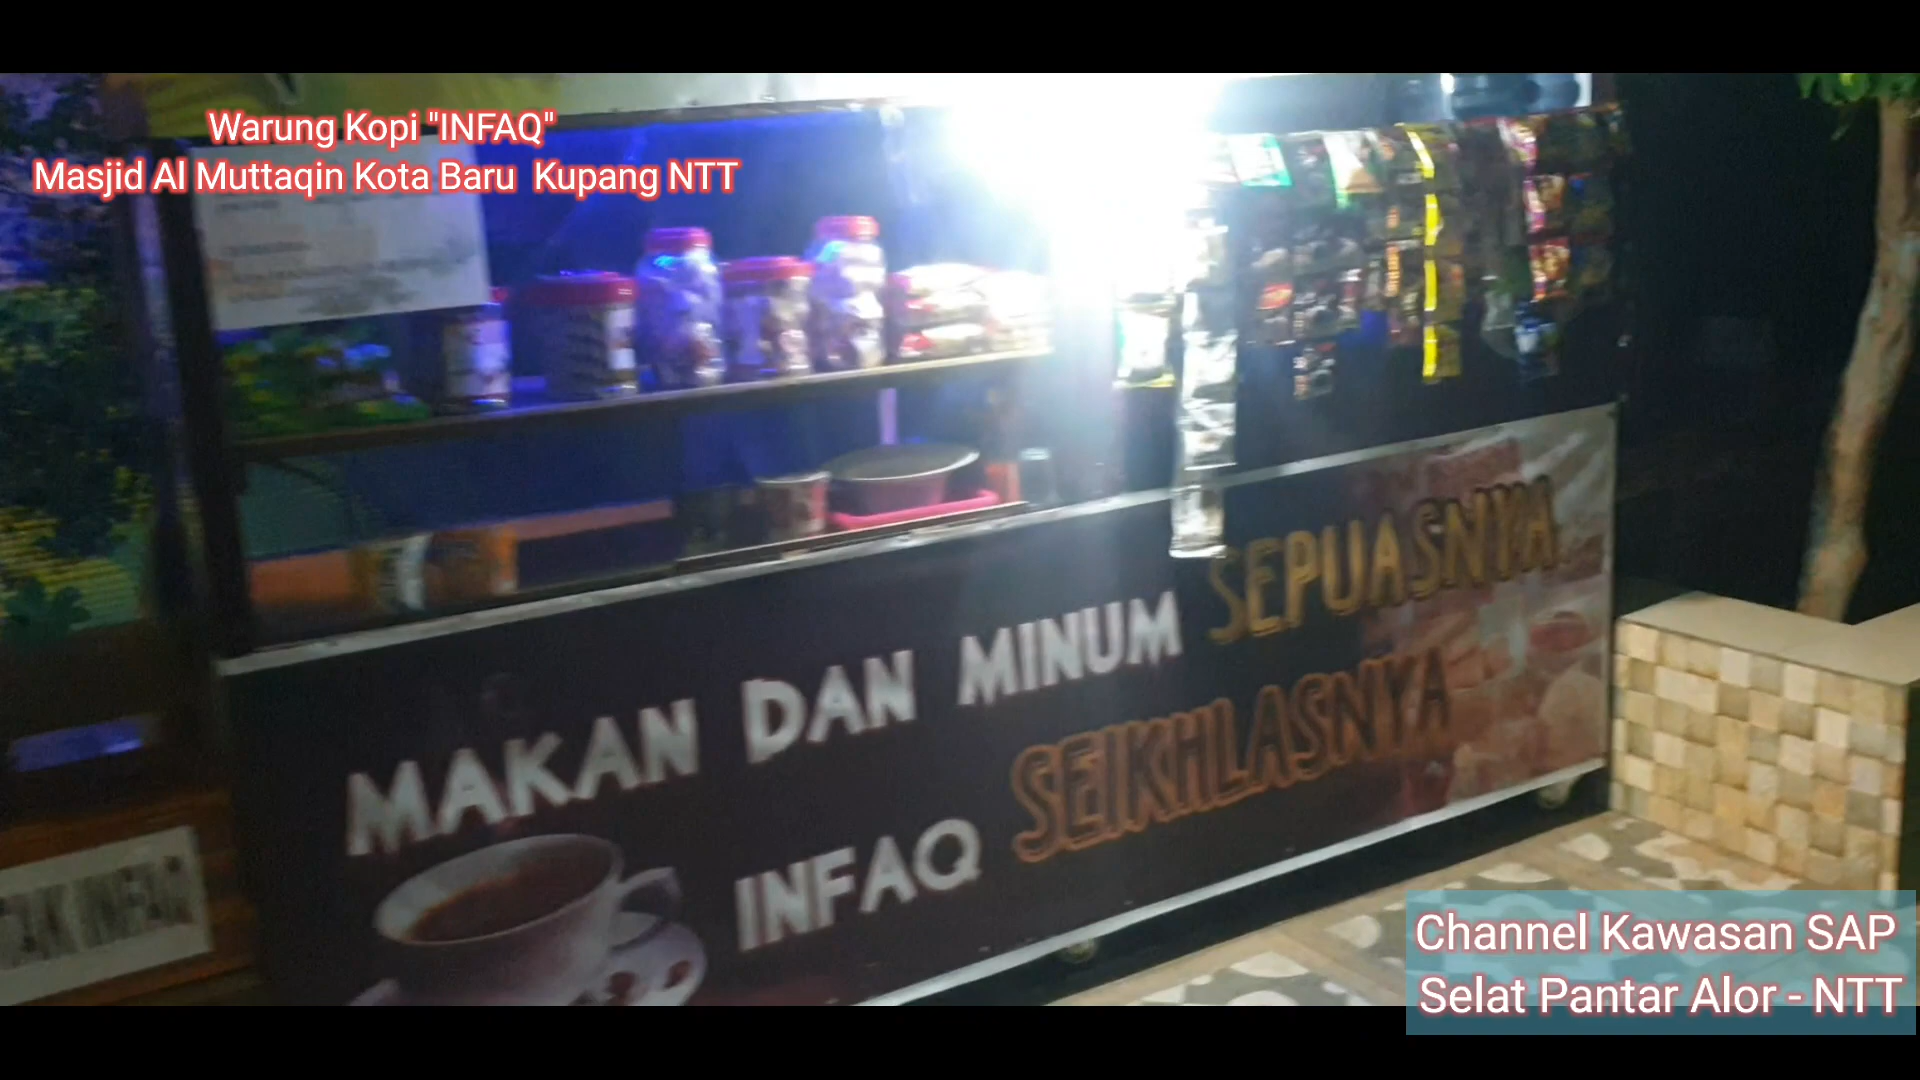 Warung Kopi "INFAQ"
Masjid Al Muttaqin Kota Baru Kupang NTT
MAKAN DAN MINUM SEPUASNYA
INFAQ SEIKHLASNYA
INFAQ
Channel Kawasan SAP
Selat Pantar Alor - NTT